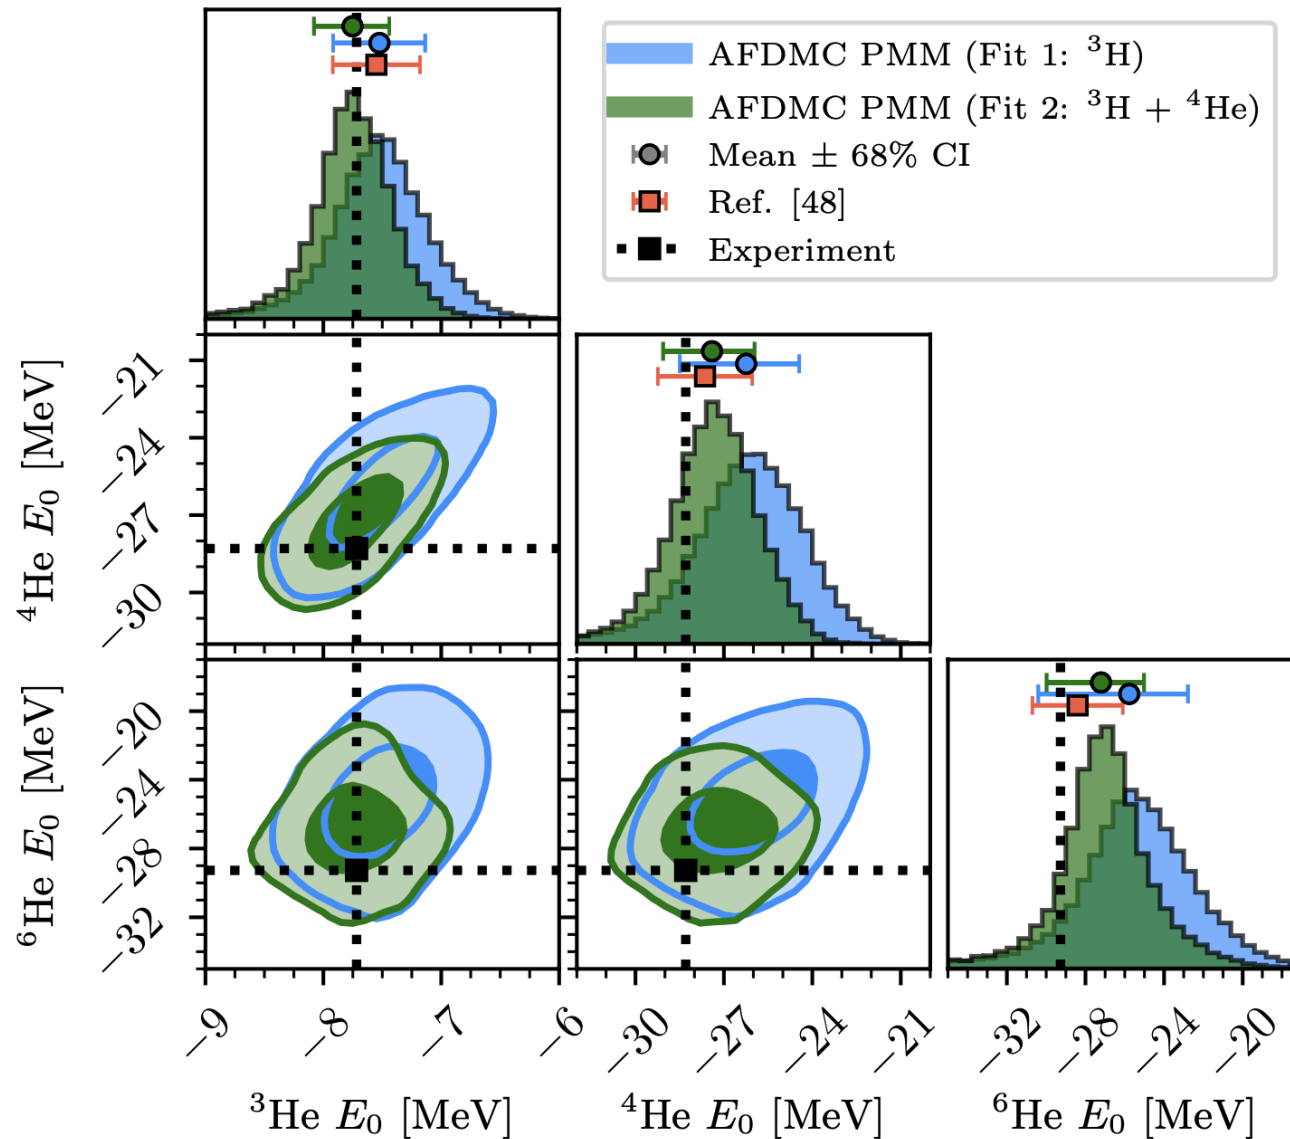 AFDMC PMM (Fit 1: ³H)
AFDMC PMM (Fit 2: ³H + ⁴He)
Mean ± 68% CI
Ref. [48]
Experiment
⁴He E₀ [MeV]
−21
−24
−27
−30
⁶He E₀ [MeV]
−20
−24
−28
−32
−9 −8 −7 −6
−30 −27 −24 −21
−32 −28 −24 −20
³He E₀ [MeV]
⁴He E₀ [MeV]
⁶He E₀ [MeV]